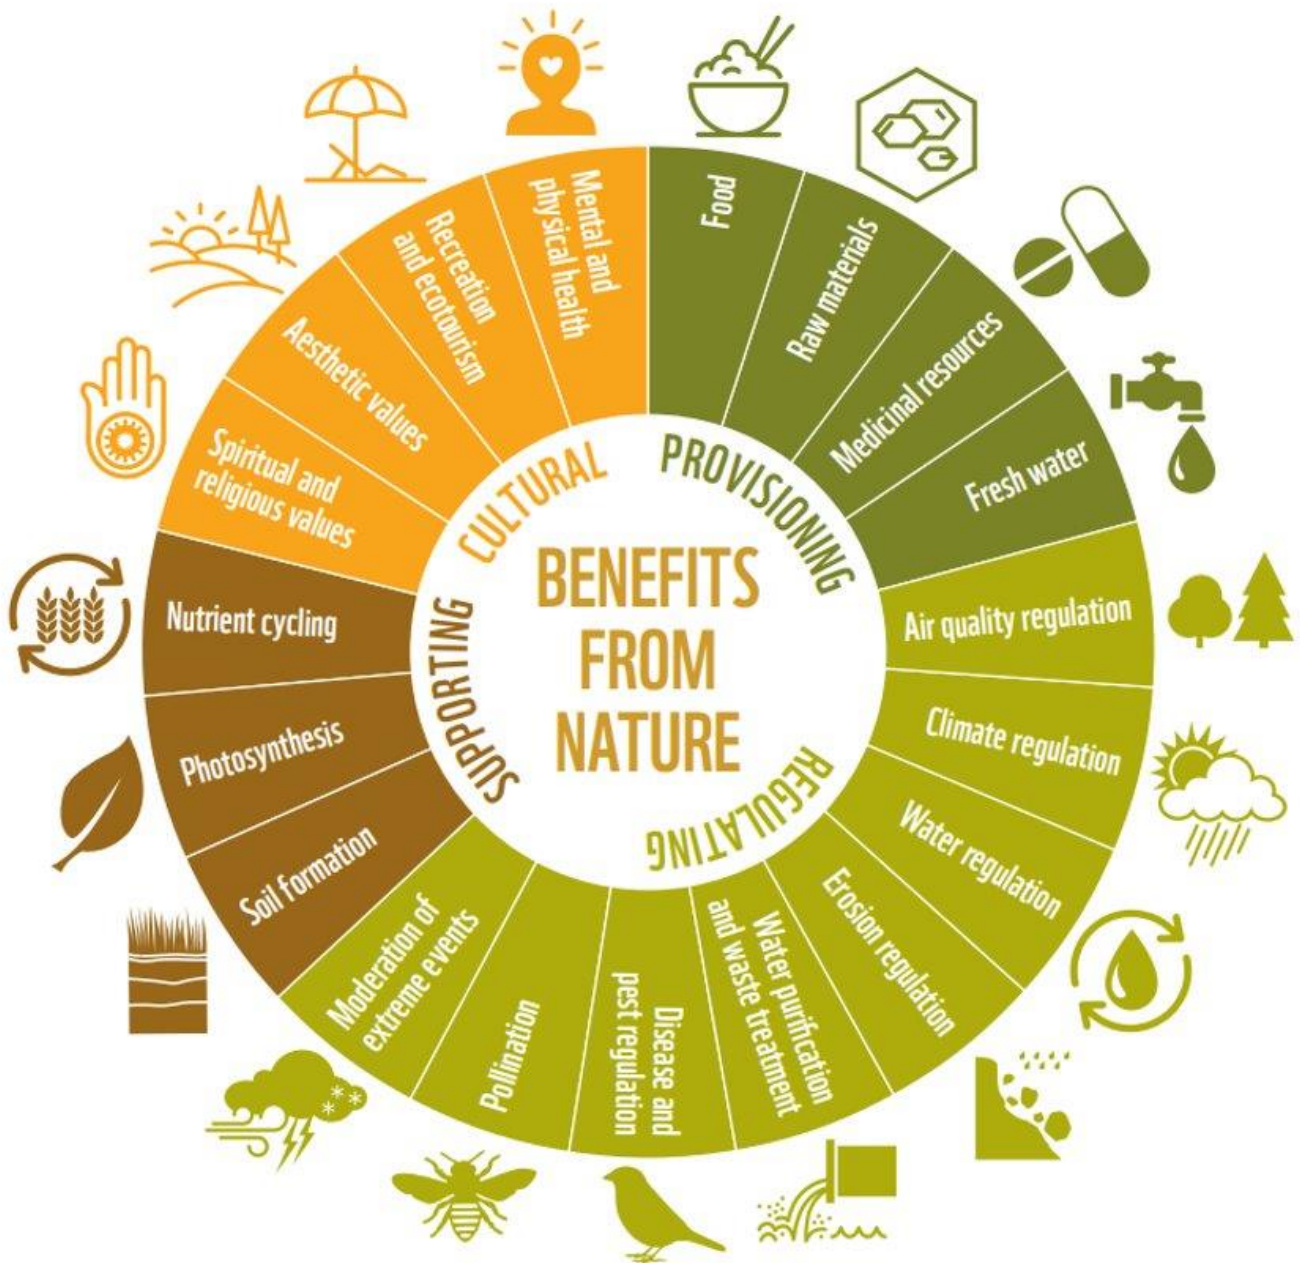 BENEFITS
FROM
NATURE
PROVISIONING
Food
Raw materials
Medicinal resources
Fresh water
REGULATING
Air quality regulation
Climate regulation
Water regulation
Erosion regulation
Water purification
and waste treatment
Disease and
pest regulation
Pollination
Moderation of
extreme events
SUPPORTING
Soil formation
Photosynthesis
Nutrient cycling
CULTURAL
Spiritual and
religious values
Aesthetic values
Recreation
and ecotourism
Mental and
physical health